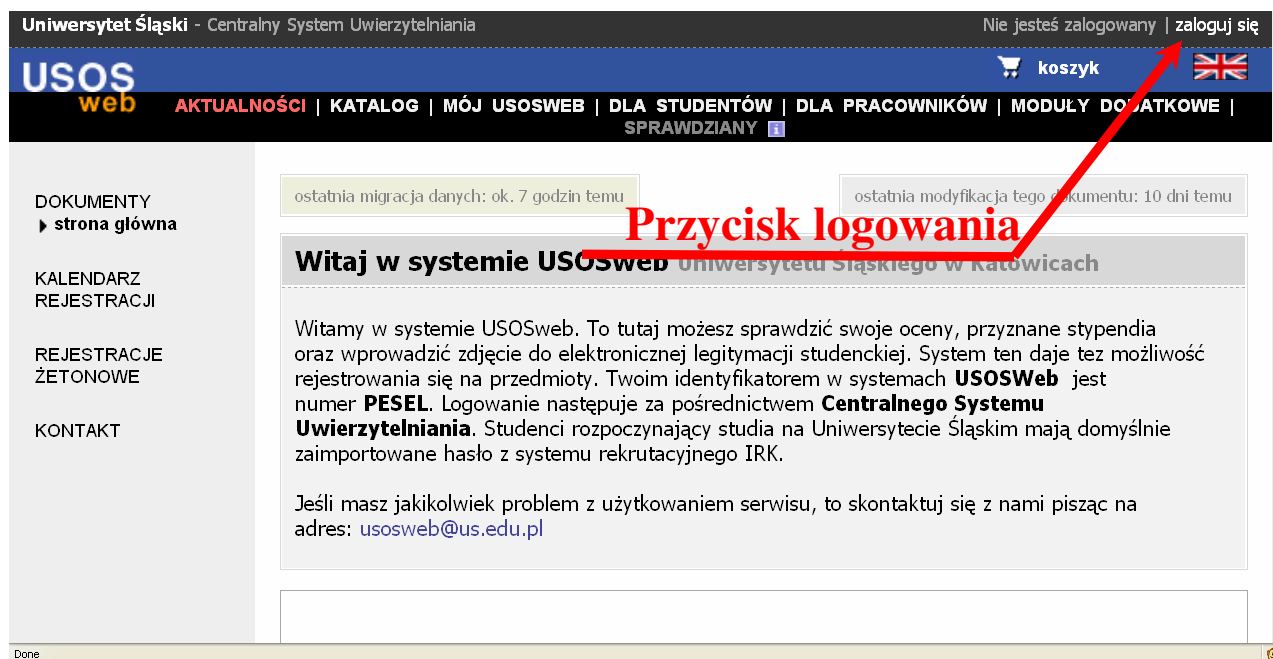 Uniwersytet Śląski - Centralny System Uwierzytelniania
Nie jesteś zalogowany | zaloguj się
USOS
web
koszyk
AKTUALNOŚCI | KATALOG | MÓJ USOSWEB | DLA STUDENTÓW | DLA PRACOWNIKÓW | MODUŁY DODATKOWE |
SPRAWDZIANY i
DOKUMENTY
strona główna
KALENDARZ
REJESTRACJI
REJESTRACJE
ŻETONOWE
KONTAKT
ostatnia migracja danych: ok. 7 godzin temu
ostatnia modyfikacja tego dokumentu: 10 dni temu
Przycisk logowania
Witaj w systemie USOSweb Uniwersytetu Śląskiego w Katowicach
Witamy w systemie USOSweb. To tutaj możesz sprawdzić swoje oceny, przyznane stypendia
oraz wprowadzić zdjęcie do elektronicznej legitymacji studenckiej. System ten daje tez możliwość
rejestrowania się na przedmioty. Twoim identyfikatorem w systemach USOSWeb jest
numer PESEL. Logowanie następuje za pośrednictwem Centralnego Systemu
Uwierzytelniania. Studenci rozpoczynający studia na Uniwersytecie Śląskim mają domyślnie
zaimportowane hasło z systemu rekrutacyjnego IRK.
Jeśli masz jakikolwiek problem z użytkowaniem serwisu, to skontaktuj się z nami pisząc na
adres: usosweb@us.edu.pl
Done